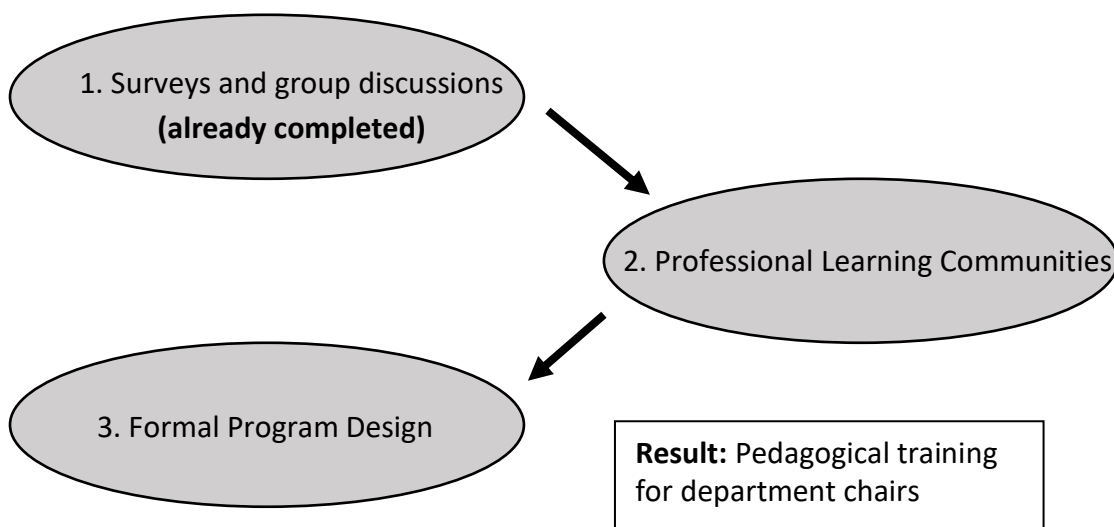 1. Surveys and group discussions
(already completed)
2. Professional Learning Communities
3. Formal Program Design
Result: Pedagogical training
for department chairs